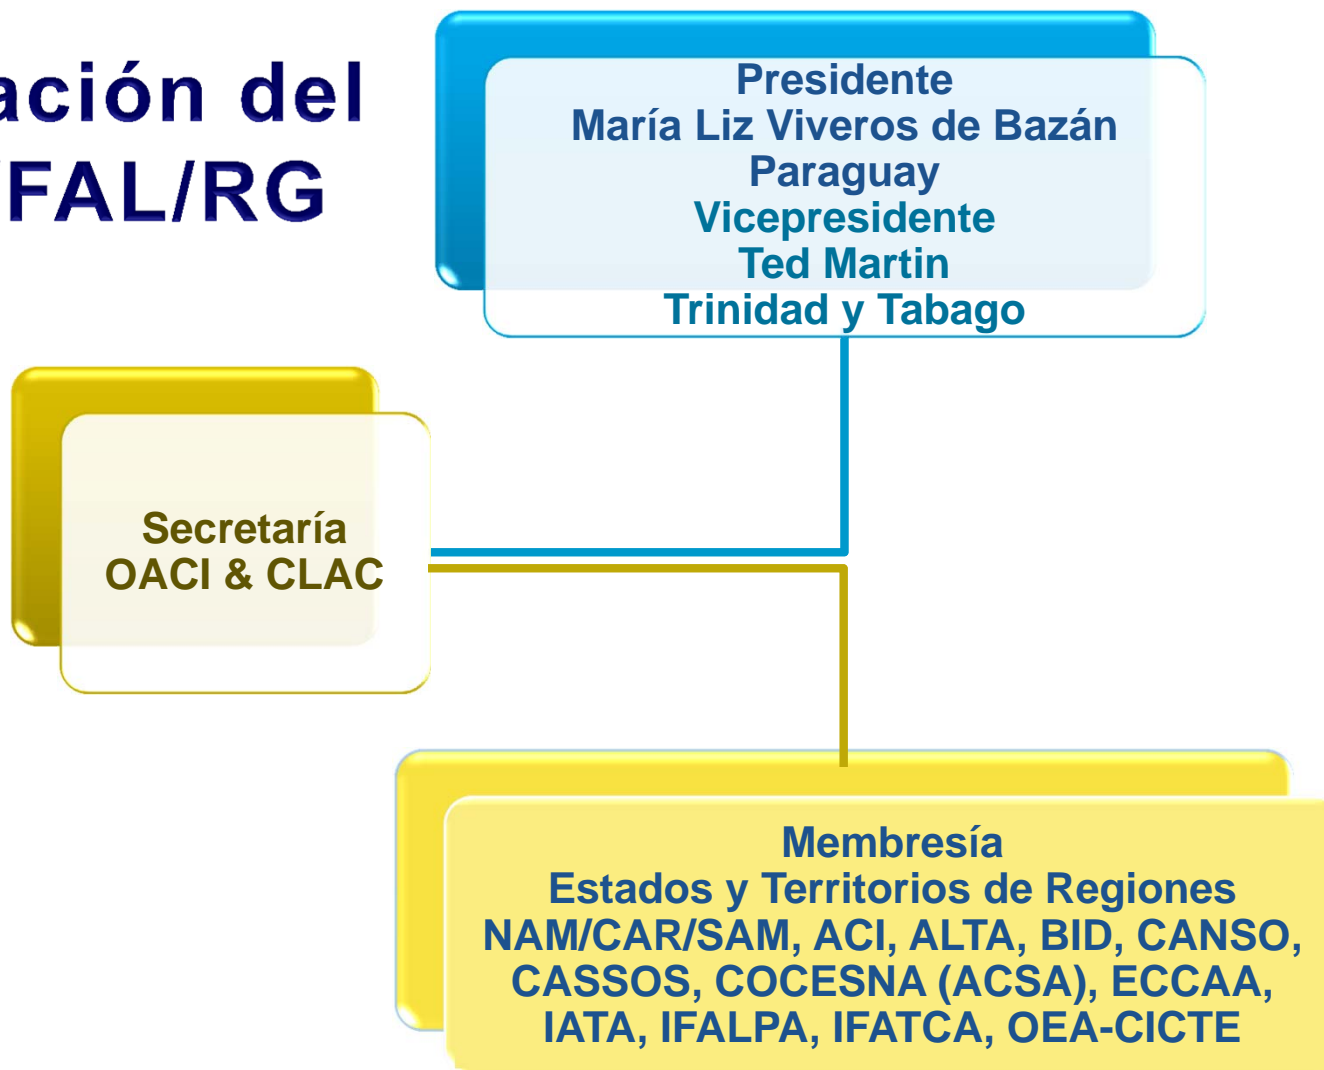 ación del
/FAL/RG
Presidente
María Liz Viveros de Bazán
Paraguay
Vicepresidente
Ted Martin
Trinidad y Tabago
Secretaría
OACI & CLAC
Membresía
Estados y Territorios de Regiones
NAM/CAR/SAM, ACI, ALTA, BID, CANSO,
CASSOS, COCESNA (ACSA), ECCAA,
IATA, IFALPA, IFATCA, OEA-CICTE